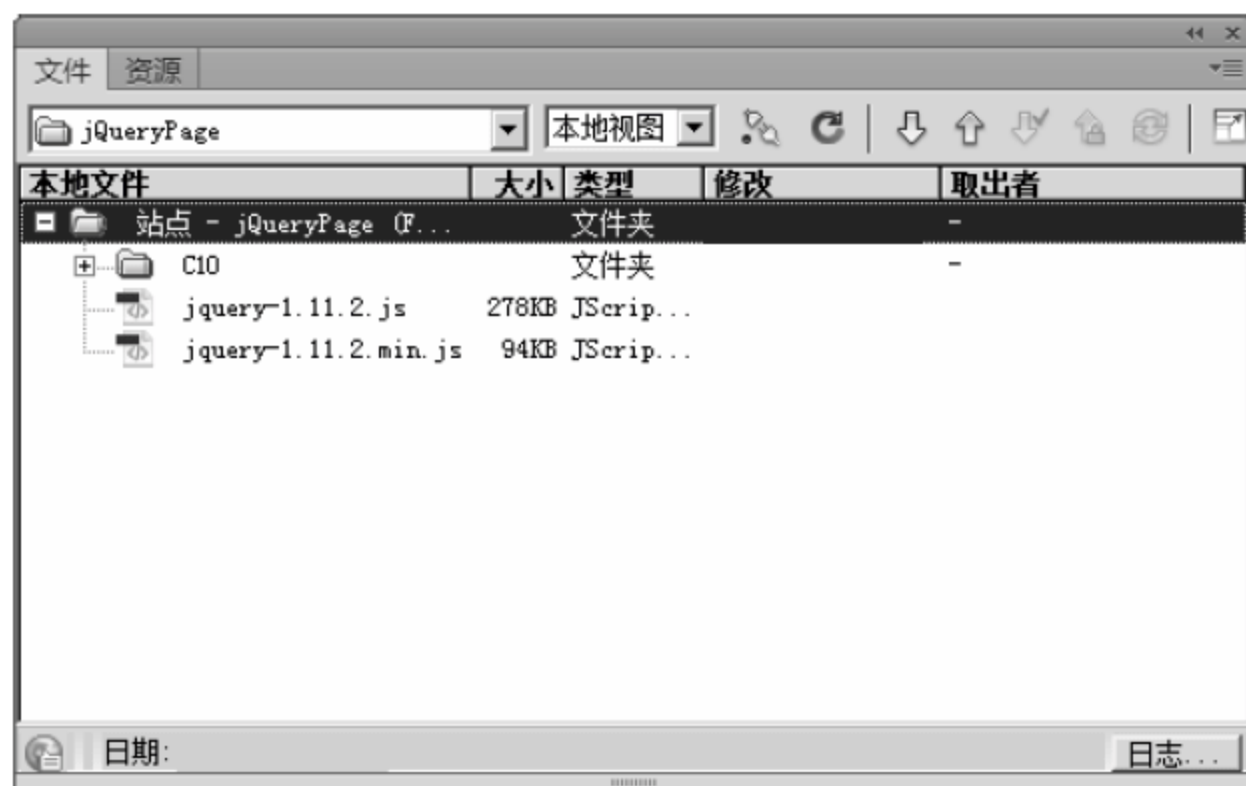 文件 资源
jQueryPage 本地视图
本地文件 大小 类型 修改 取出者
站点 - jQueryPage (F... 文件夹 -
C10 文件夹 -
jquery-1.11.2.js 278KB JScrip...
jquery-1.11.2.min.js 94KB JScrip...
日期: 日志...